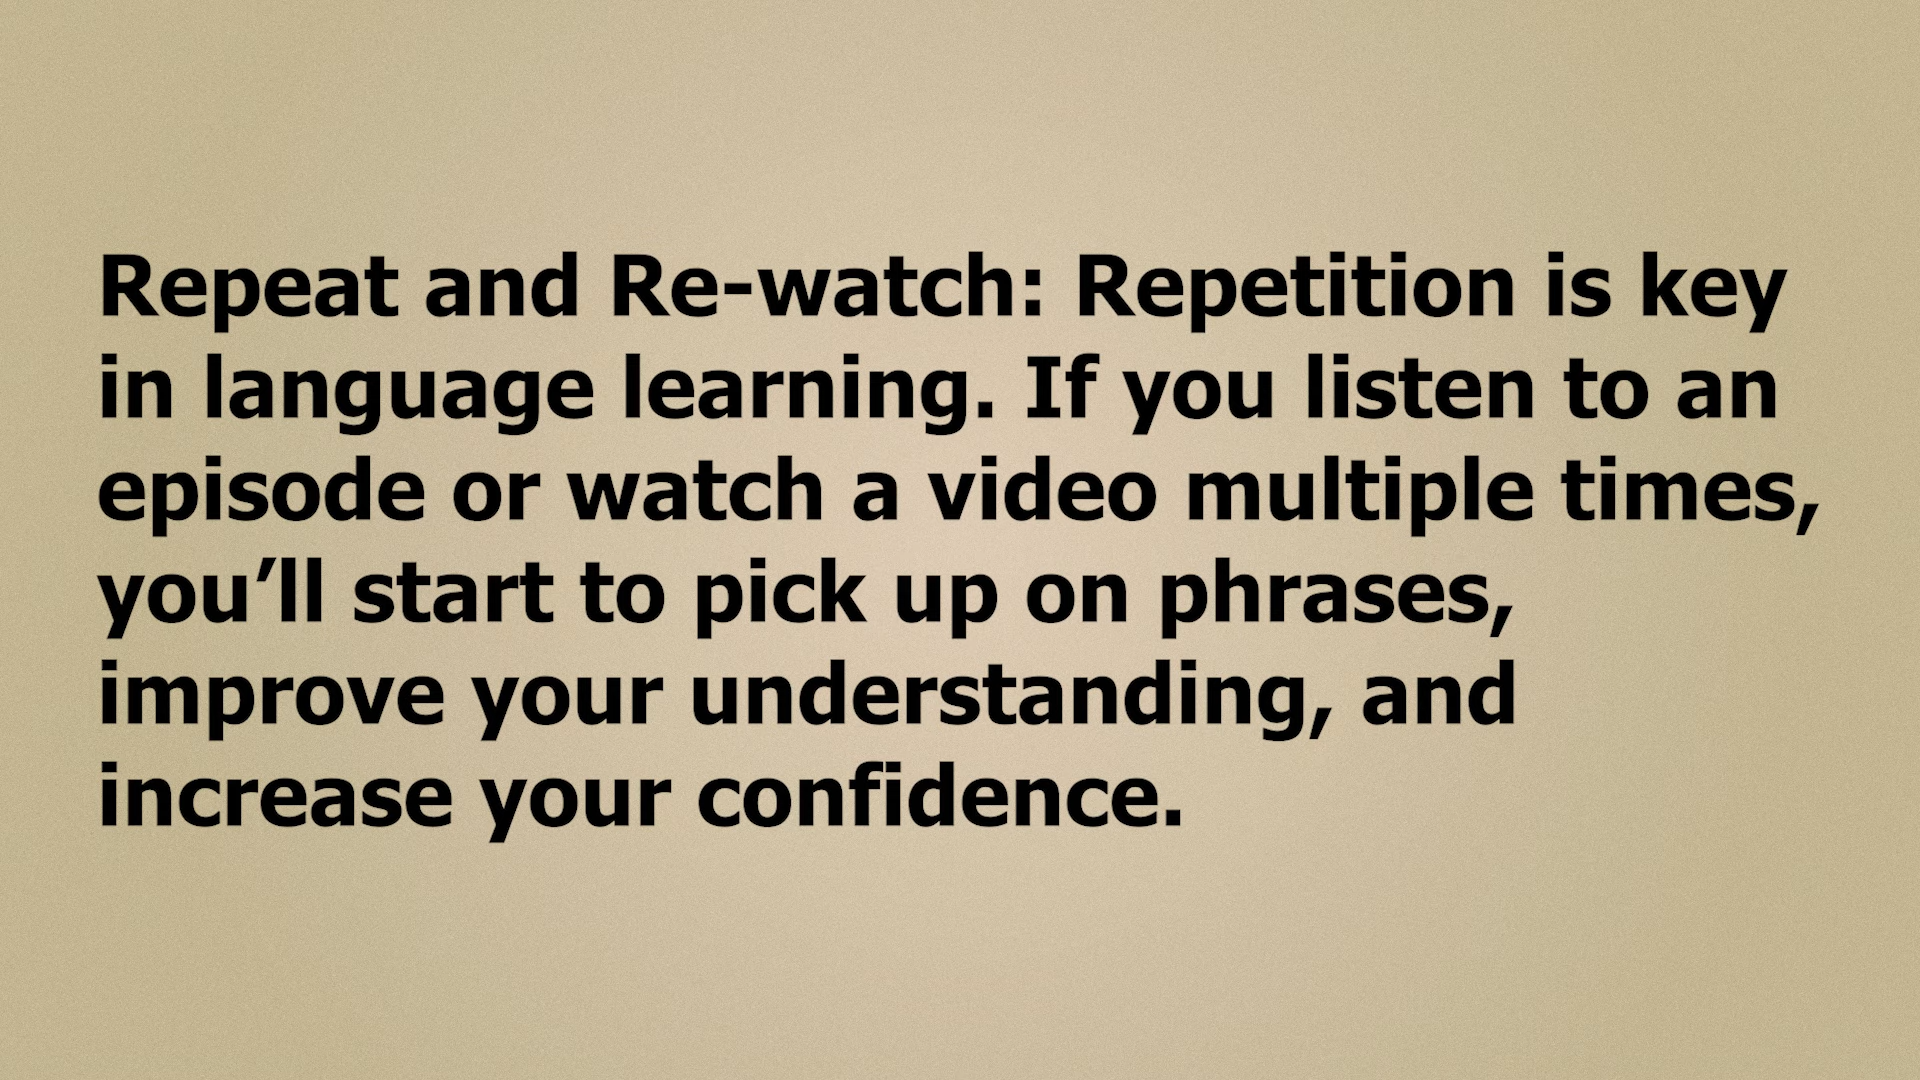 Repeat and Re-watch: Repetition is key
in language learning. If you listen to an
episode or watch a video multiple times,
you’ll start to pick up on phrases,
improve your understanding, and
increase your confidence.